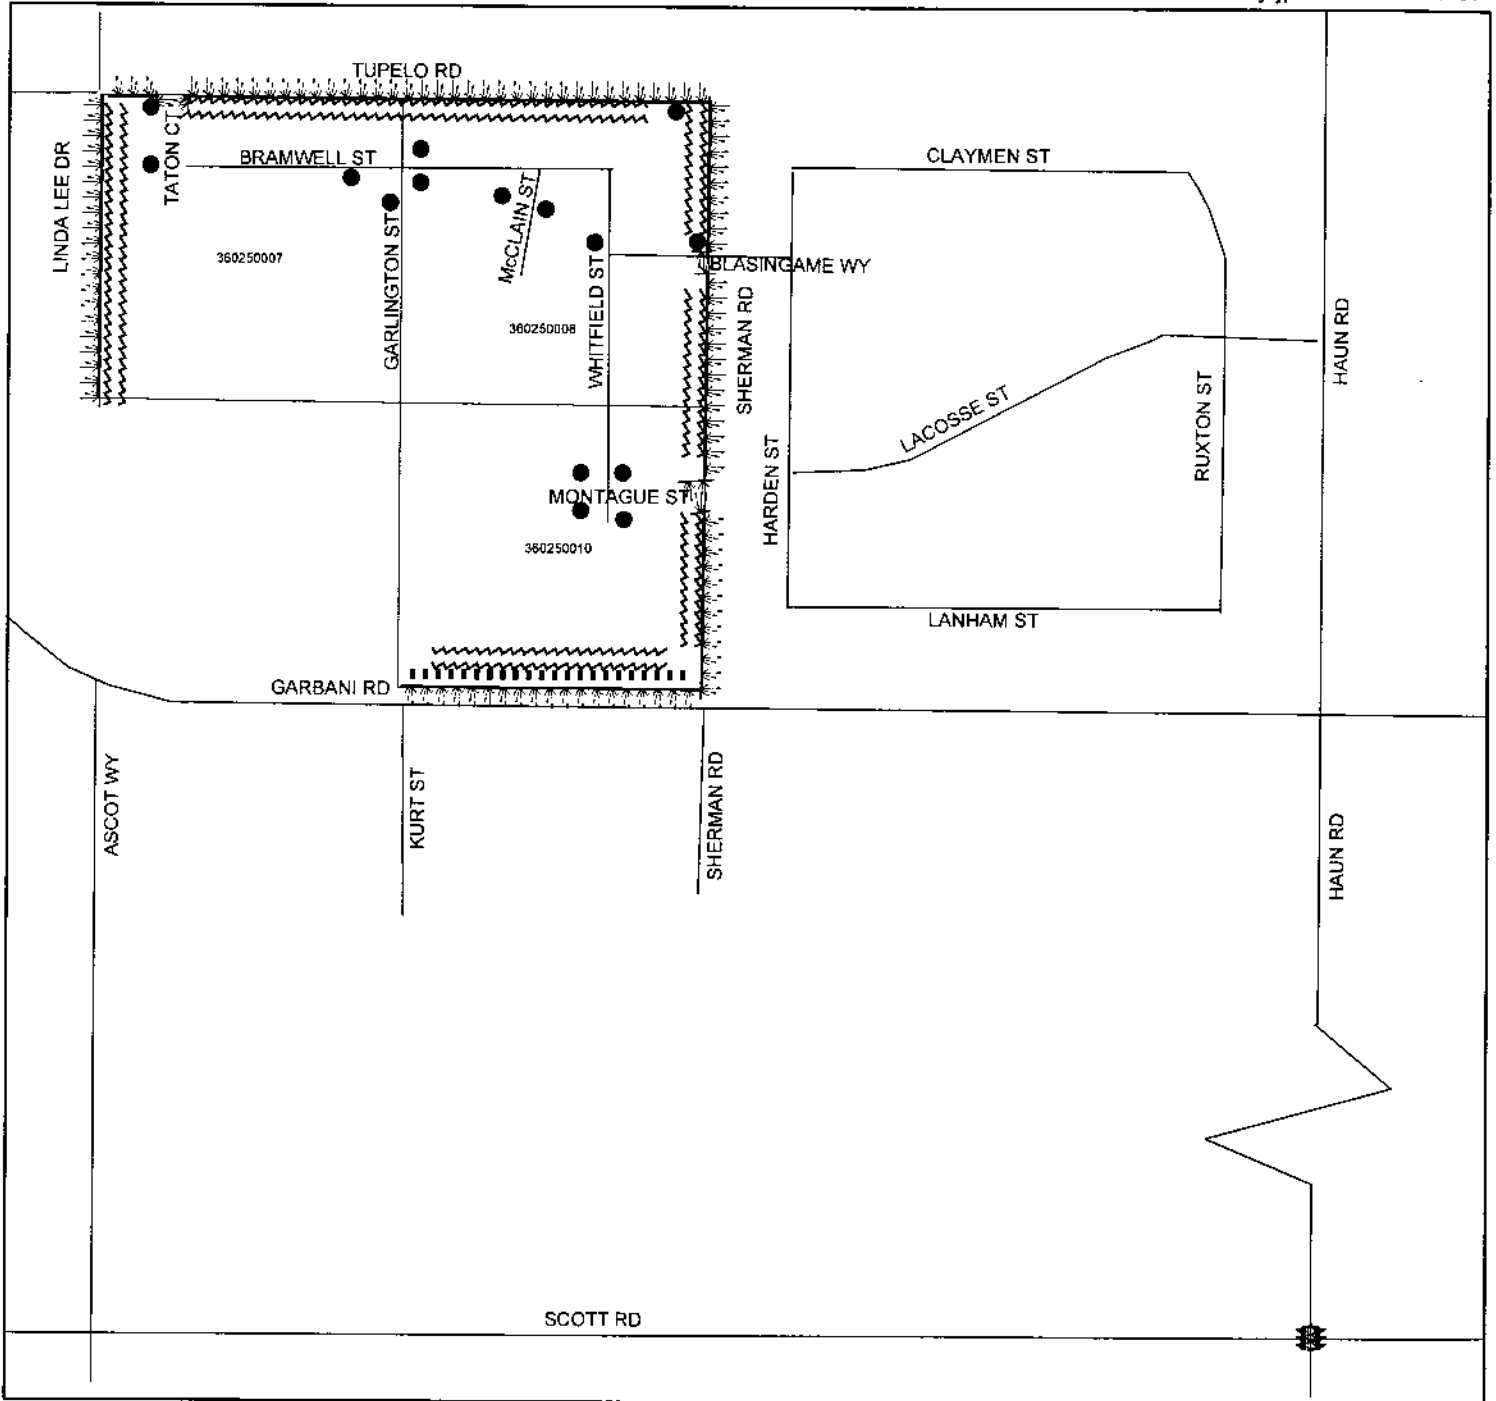 TUPELO RD
LINDA LEE DR
TATON CT
BRAMWELL ST
GARLINGTON ST
McCLAIN ST
WHITFIELD ST
360250007
360250008
CLAYMEN ST
BLASINGAME WY
SHERMAN RD
HAUN RD
LACOSSE ST
RUXTON ST
HARDEN ST
MONTAGUE ST
360250010
LANHAM ST
GARBANI RD
ASCOT WY
KURT ST
SHERMAN RD
HAUN RD
SCOTT RD